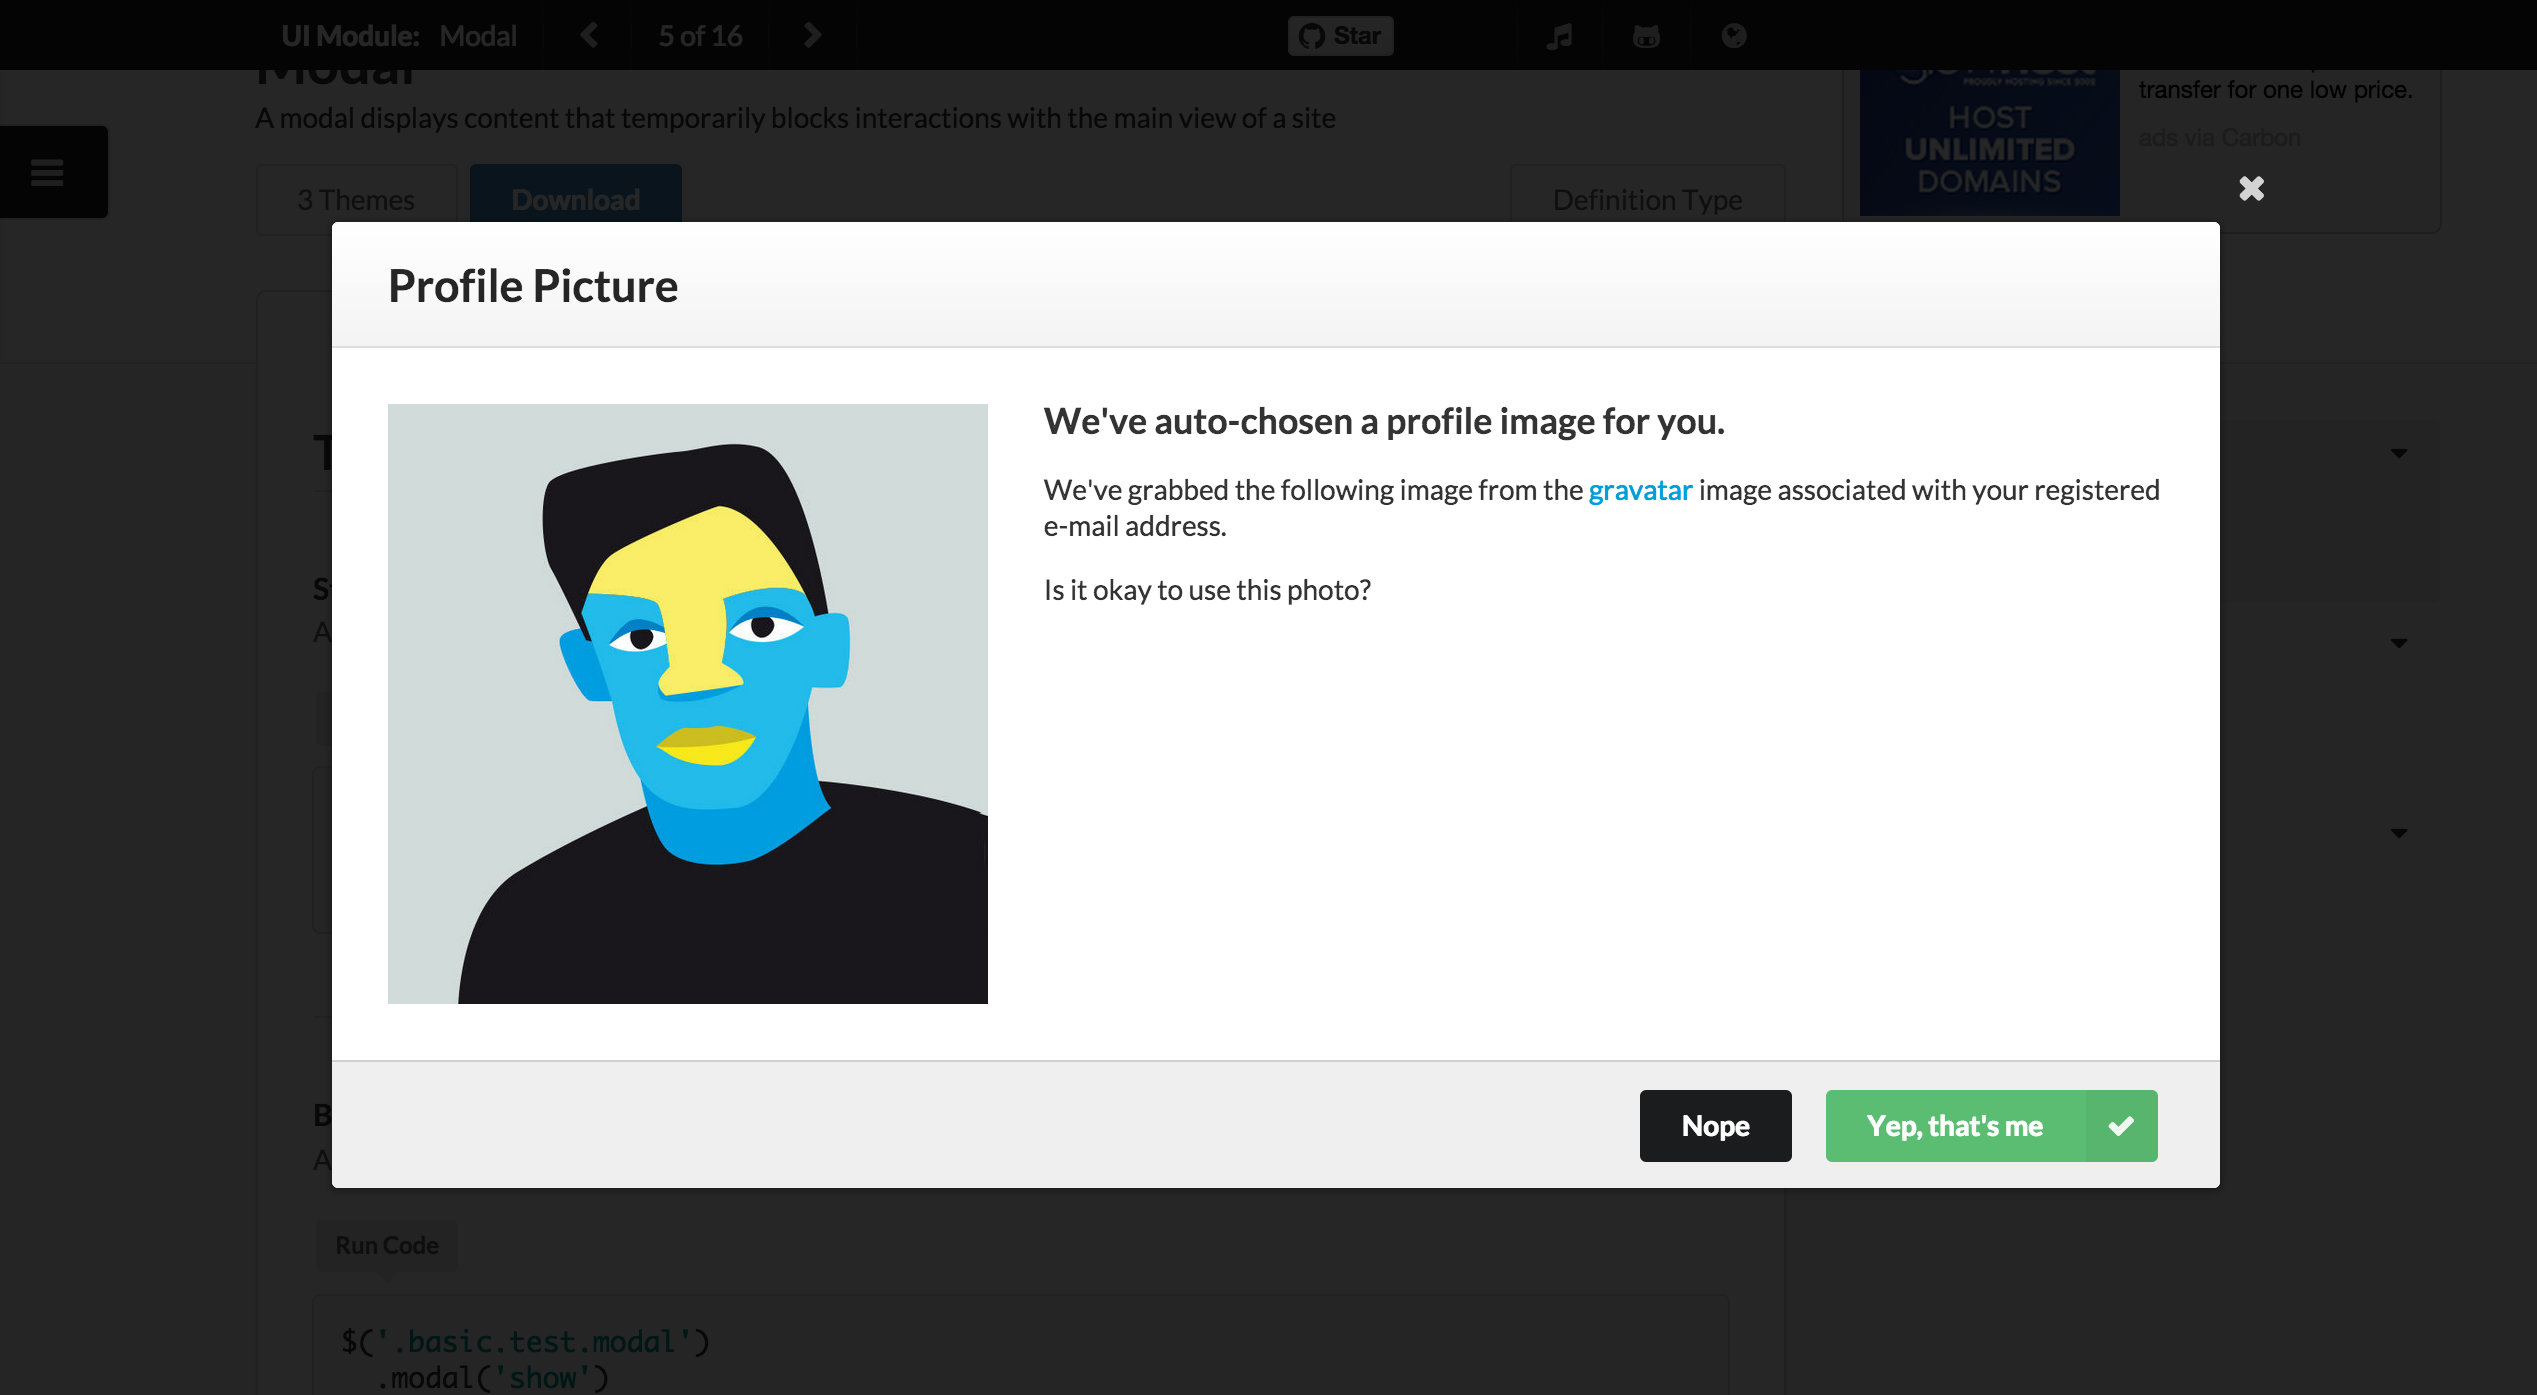 UI Module: Modal
5 of 16
Star
Modal
A modal displays content that temporarily blocks interactions with the main view of a site
3 Themes
Download
Definition Type
PROUDLY HOSTING SINCE 2005
HOST
UNLIMITED
DOMAINS
transfer for one low price.
ads via Carbon
Profile Picture
We've auto-chosen a profile image for you.
We've grabbed the following image from the gravatar image associated with your registered
e-mail address.
Is it okay to use this photo?
Nope
Yep, that's me
Run Code
$('.basic.test.modal')
.modal('show')